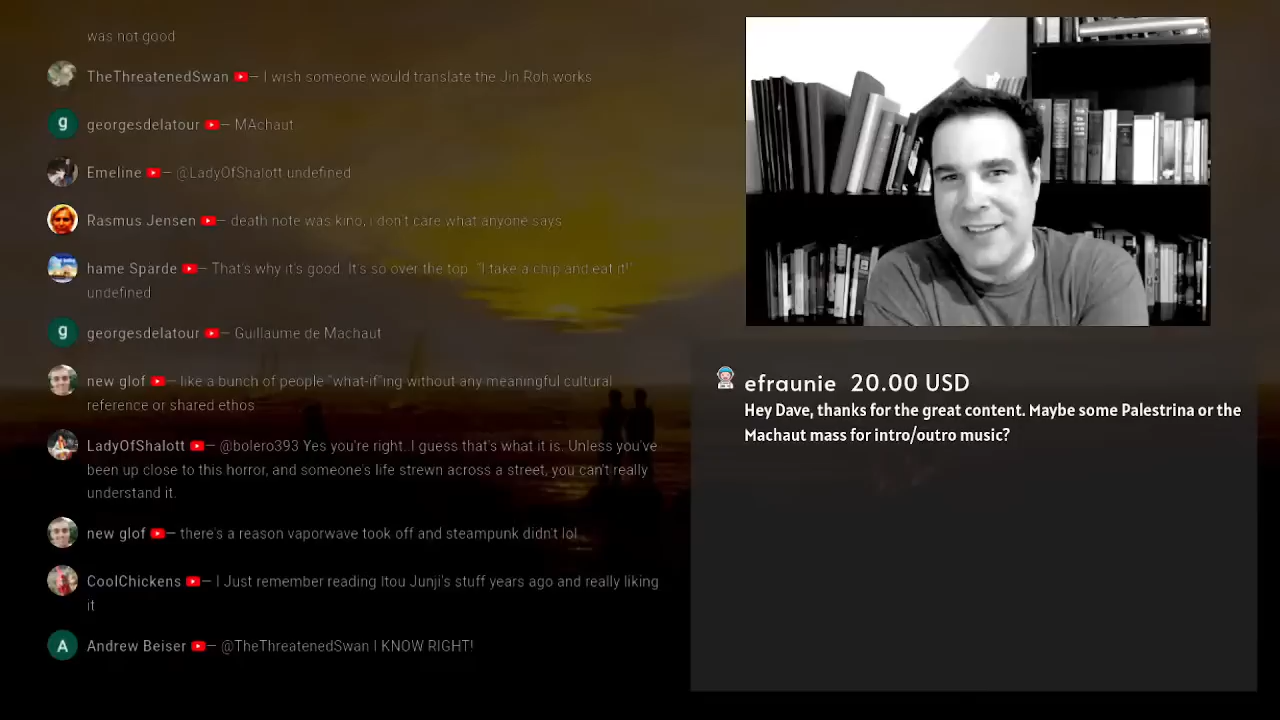 was not good
TheThreatenedSwan — I wish someone would translate the Jin Roh works
georgesdelatour — MAchaut
Emeline — @LadyOfShalott undefined
Rasmus Jensen — death note was kino, i don't care what anyone says
hame Sparde — That's why it's good. It's so over the top. "I take a chip and eat it!"
undefined
georgesdelatour — Guillaume de Machaut
new glof — like a bunch of people "what-if"ing without any meaningful cultural
reference or shared ethos
LadyOfShalott — @bolero393 Yes you're right..I guess that's what it is. Unless you've
been up close to this horror, and someone's life strewn across a street, you can't really
understand it.
new glof — there's a reason vaporwave took off and steampunk didn't lol
CoolChickens — I Just remember reading Itou Junji's stuff years ago and really liking
it
Andrew Beiser — @TheThreatenedSwan I KNOW RIGHT!
efraunie 20.00 USD
Hey Dave, thanks for the great content. Maybe some Palestrina or the
Machaut mass for intro/outro music?